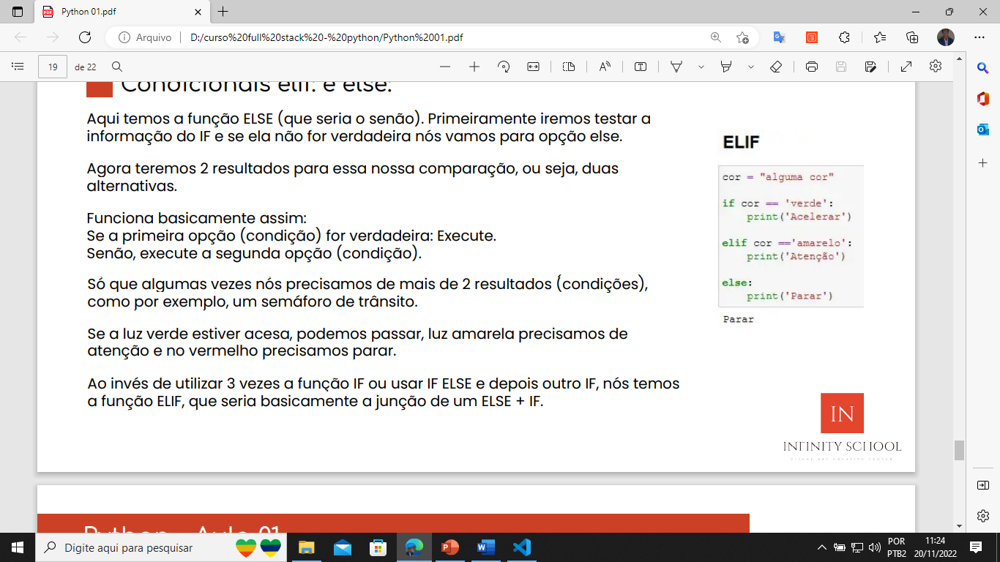 Python 01.pdf
Arquivo
D:/curso%20full%20stack%20-%20python/Python%2001.pdf
19 de 22
Condicionais elif: e else:
Aqui temos a função ELSE (que seria o senão). Primeiramente iremos testar a
informação do IF e se ela não for verdadeira nós vamos para opção else.
Agora teremos 2 resultados para essa nossa comparação, ou seja, duas
alternativas.
Funciona basicamente assim:
Se a primeira opção (condição) for verdadeira: Execute.
Senão, execute a segunda opção (condição).
Só que algumas vezes nós precisamos de mais de 2 resultados (condições),
como por exemplo, um semáforo de trânsito.
Se a luz verde estiver acesa, podemos passar, luz amarela precisamos de
atenção e no vermelho precisamos parar.
Ao invés de utilizar 3 vezes a função IF ou usar IF ELSE e depois outro IF, nós temos
a função ELIF, que seria basicamente a junção de um ELSE + IF.
ELIF
cor = "alguma cor"
if cor == 'verde':
print('Acelerar')
elif cor =='amarelo':
print('Atenção')
else:
print('Parar')
Parar
IN
INFINITY SCHOOL
VISUAL ART CREATIVE CENTER
Python - Aula 01
Digite aqui para pesquisar
POR
PTB2
11:24
20/11/2022